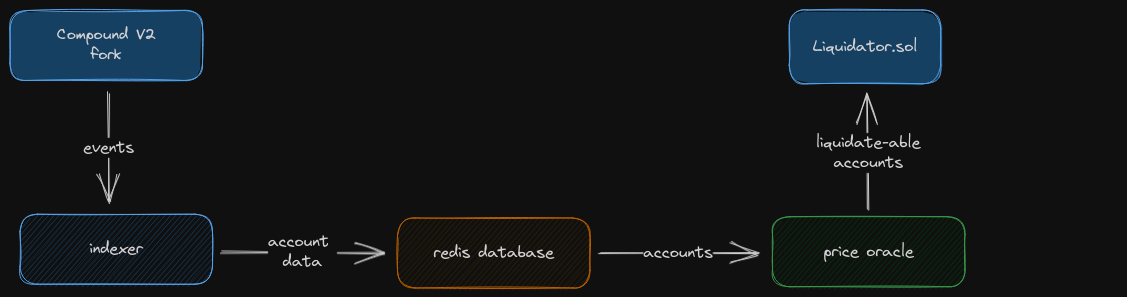 Compound V2
fork
Liquidator.sol
events
liquidate-able
accounts
indexer
account
data
redis database
accounts
price oracle